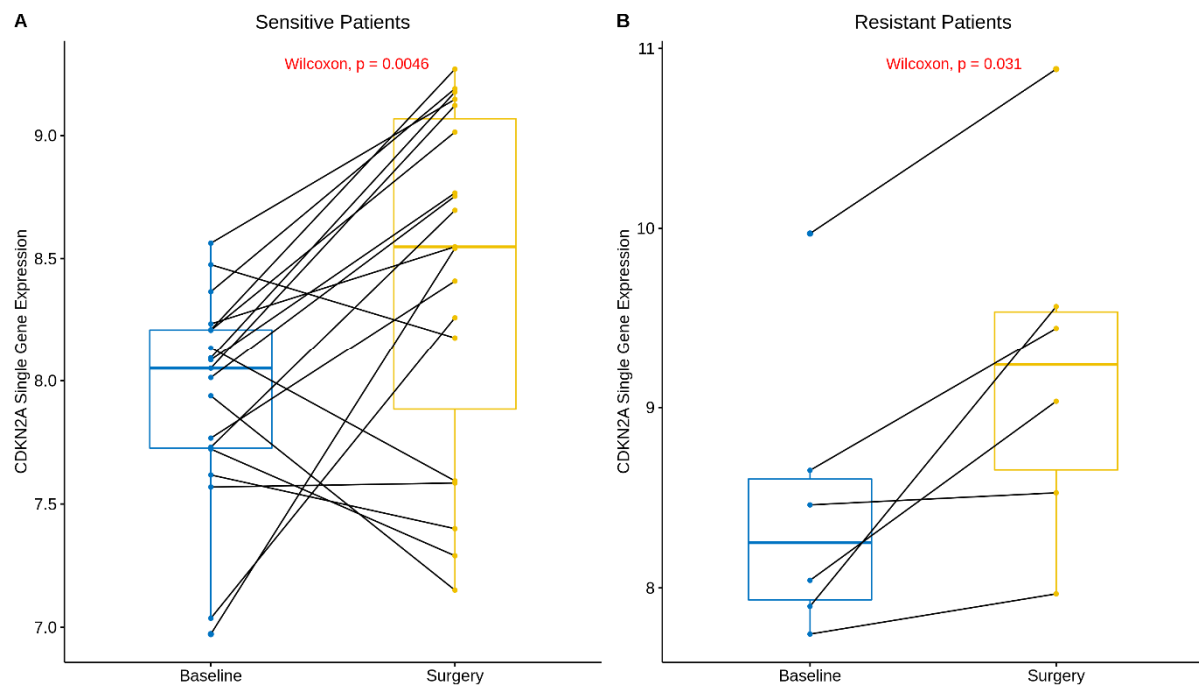 A
Sensitive Patients
Wilcoxon, p = 0.0046
CDKN2A Single Gene Expression
9.0
8.5
8.0
7.5
7.0
Baseline
Surgery
B
Resistant Patients
Wilcoxon, p = 0.031
CDKN2A Single Gene Expression
11
10
9
8
Baseline
Surgery